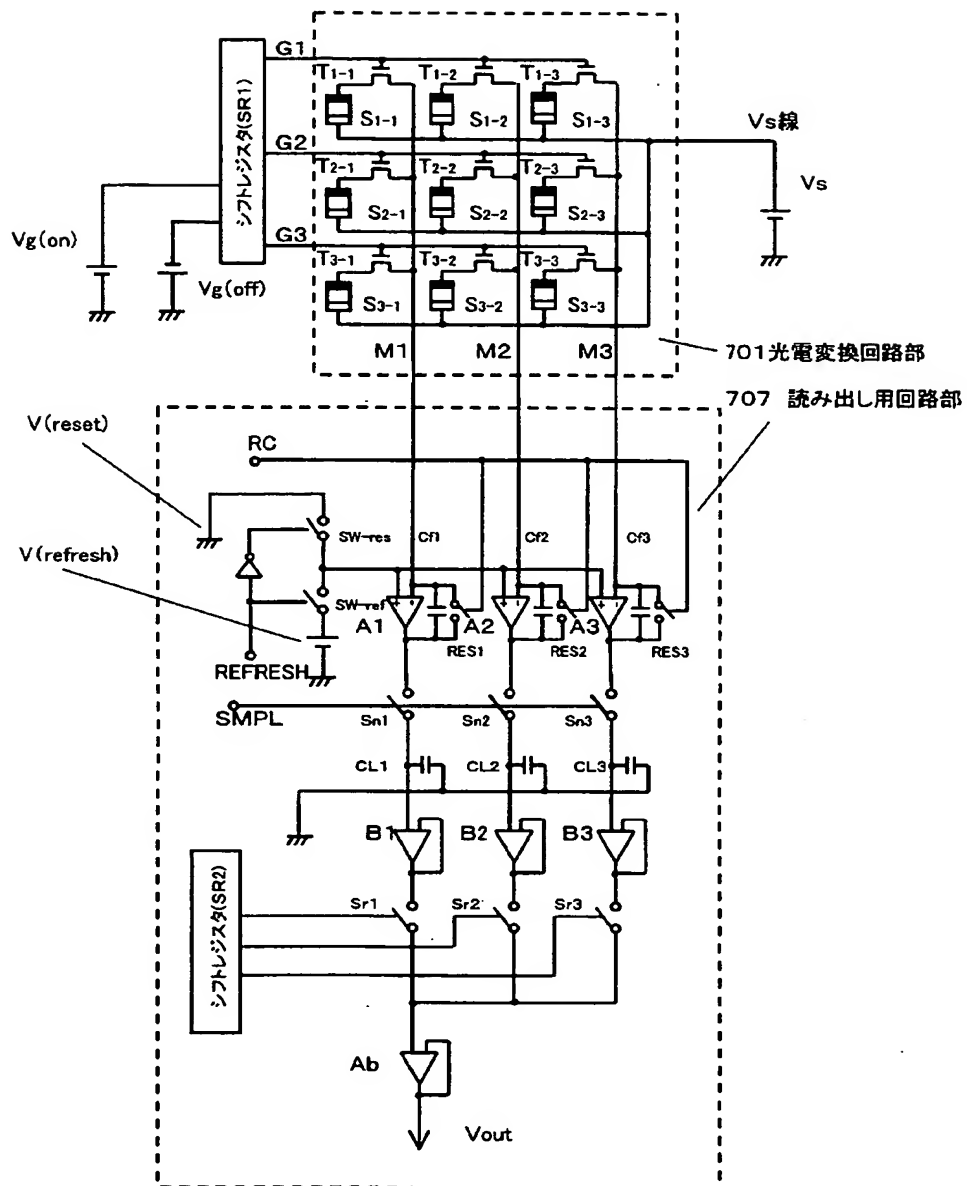 G1
T1-1
T1-2
T1-3
S1-1
S1-2
S1-3
Vs線
シフトレジスタ(SR1)
G2
T2-1
T2-2
T2-3
Vs
S2-1
S2-2
S2-3
Vg(on)
G3
T3-1
T3-2
T3-3
Vg(off)
S3-1
S3-2
S3-3
M1
M2
M3
701光電変換回路部
707 読み出し用回路部
V(reset)
RC
SW-res
Cf1
Cf2
Cf3
V(refresh)
SW-ref
A1
A2
A3
RES1
RES2
RES3
REFRESH
SMPL
Sn1
Sn2
Sn3
CL1
CL2
CL3
B1
B2
B3
シフトレジスタ(SR2)
Sr1
Sr2
Sr3
Ab
Vout